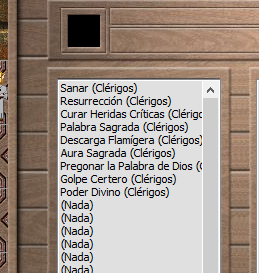 Sanar (Clérigos)
Resurrección (Clérigos)
Curar Heridas Críticas (Clérig
Palabra Sagrada (Clérigos)
Descarga Flamígera (Clérigos)
Aura Sagrada (Clérigos)
Pregonar la Palabra de Dios (C
Golpe Certero (Clérigos)
Poder Divino (Clérigos)
(Nada)
(Nada)
(Nada)
(Nada)
(Nada)
(Nada)